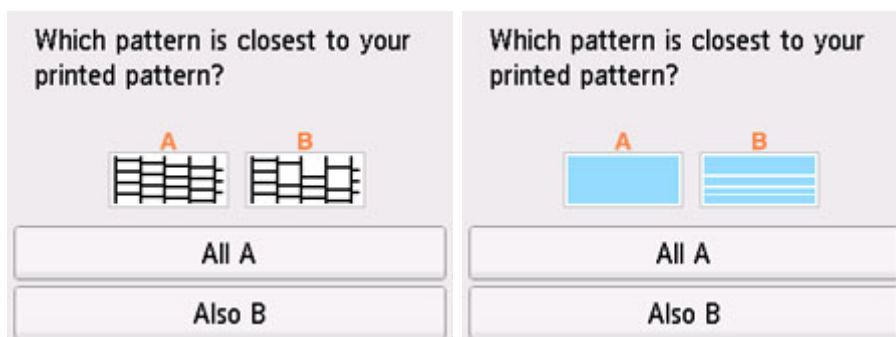 Which pattern is closest to your
printed pattern?
A B
All A
Also B
Which pattern is closest to your
printed pattern?
A B
All A
Also B